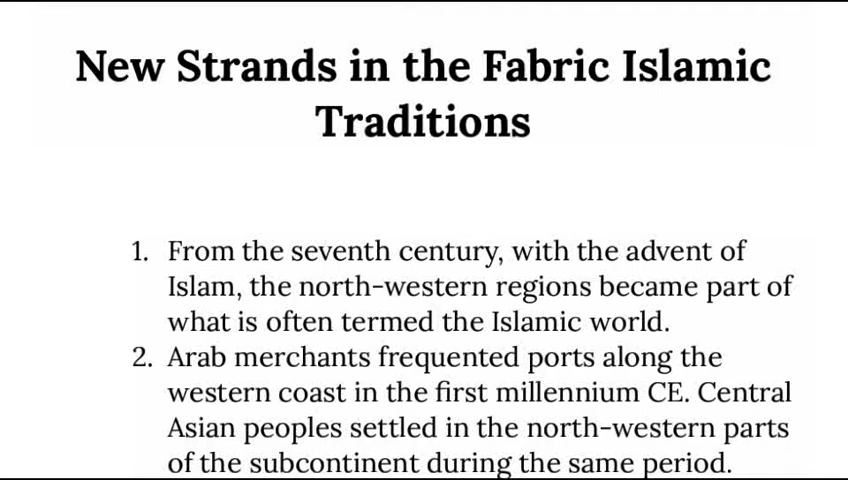 New Strands in the Fabric Islamic
Traditions
1. From the seventh century, with the advent of
Islam, the north-western regions became part of
what is often termed the Islamic world.
2. Arab merchants frequented ports along the
western coast in the first millennium CE. Central
Asian peoples settled in the north-western parts
of the subcontinent during the same period.